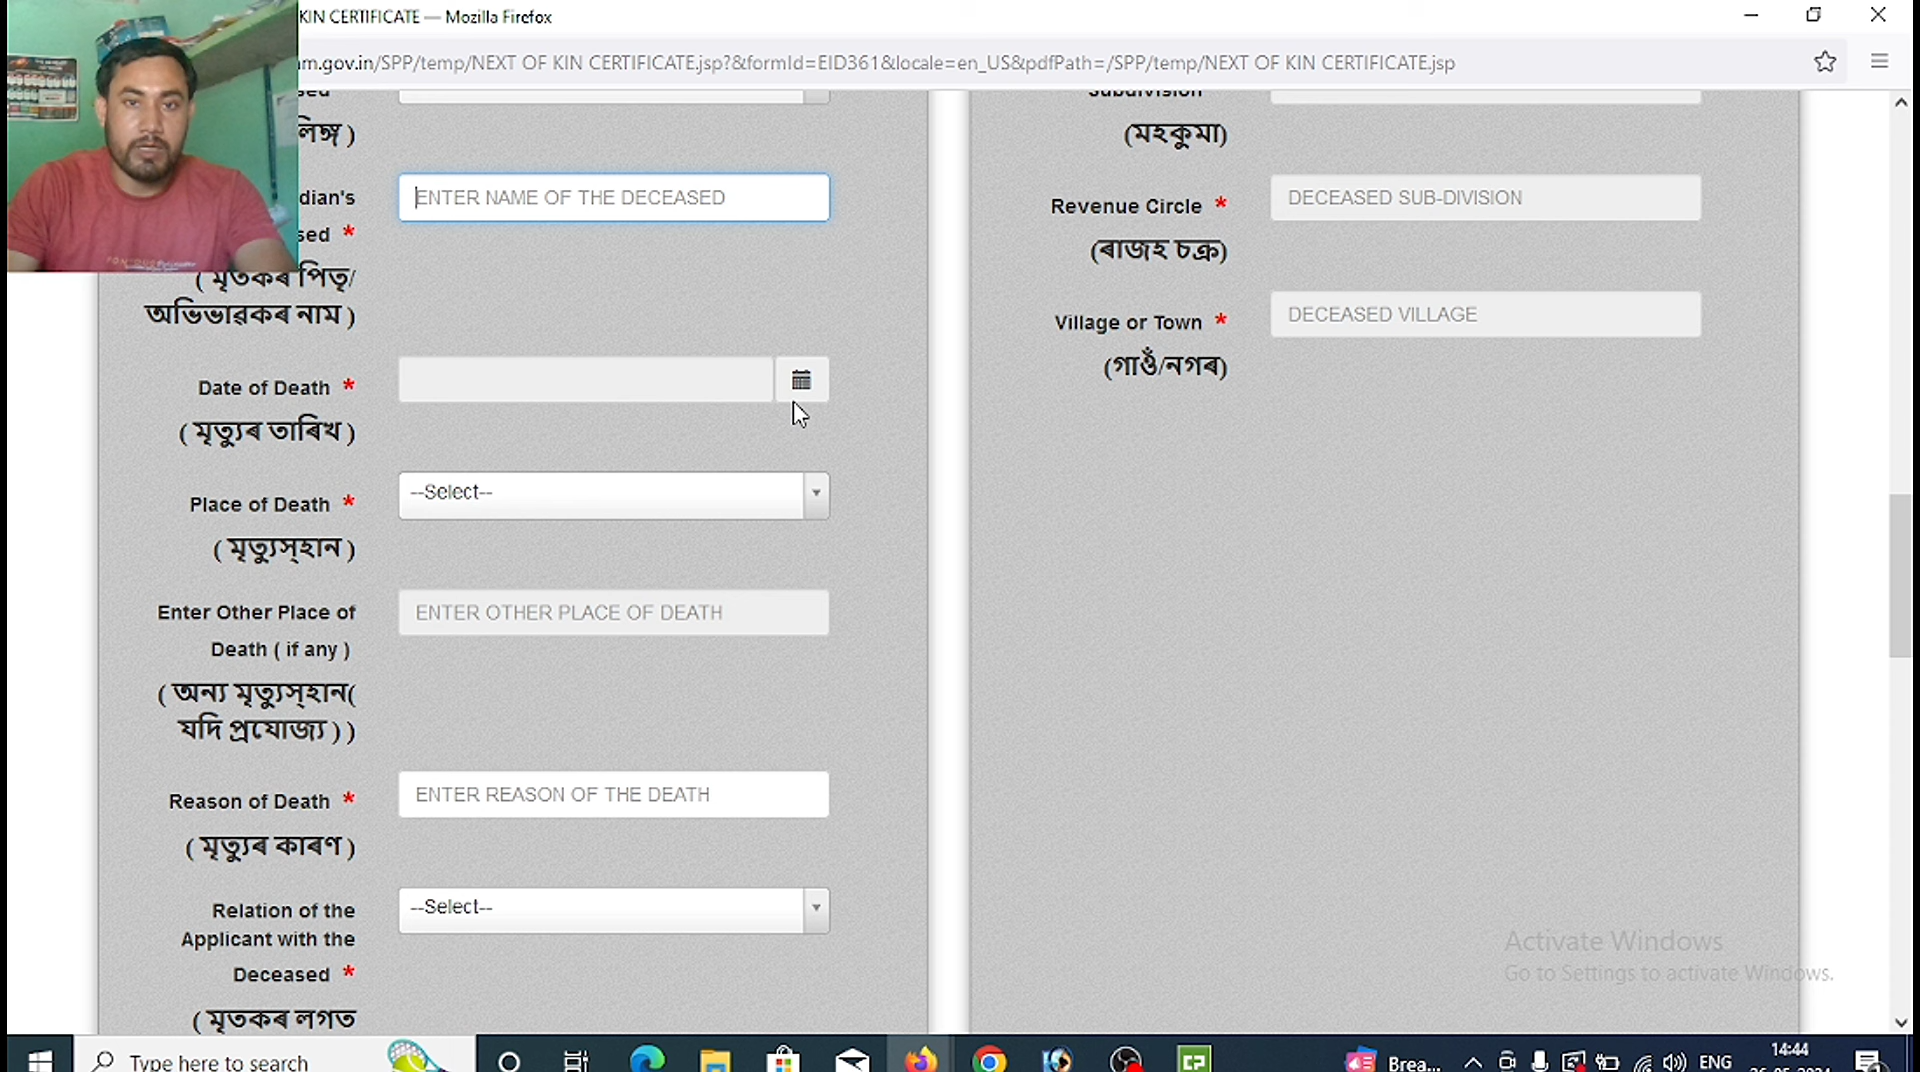 KIN CERTIFICATE — Mozilla Firefox
m.gov.in/SPP/temp/NEXT OF KIN CERTIFICATE.jsp?&formId=EID361&locale=en_US&pdfPath=/SPP/temp/NEXT OF KIN CERTIFICATE.jsp
লিঙ্গ )
dian's
sed *
( মৃতকৰ পিতৃ/
অভিভাৱকৰ নাম )
ENTER NAME OF THE DECEASED
Date of Death *
( মৃত্যুৰ তাৰিখ )
Place of Death *
( মৃত্যুস্হান )
--Select--
Enter Other Place of
Death ( if any )
( অন্য মৃত্যুস্হান(
যদি প্ৰযোজ্য ) )
ENTER OTHER PLACE OF DEATH
Reason of Death *
( মৃত্যুৰ কাৰণ )
ENTER REASON OF THE DEATH
Relation of the
Applicant with the
Deceased *
( মৃতকৰ লগত
--Select--
Subdivision
(মহকুমা)
Revenue Circle *
(ৰাজহ চক্ৰ)
DECEASED SUB-DIVISION
Village or Town *
(গাওঁ/নগৰ)
DECEASED VILLAGE
Activate Windows
Go to Settings to activate Windows.
Type here to search
Brea...
ENG
14:44